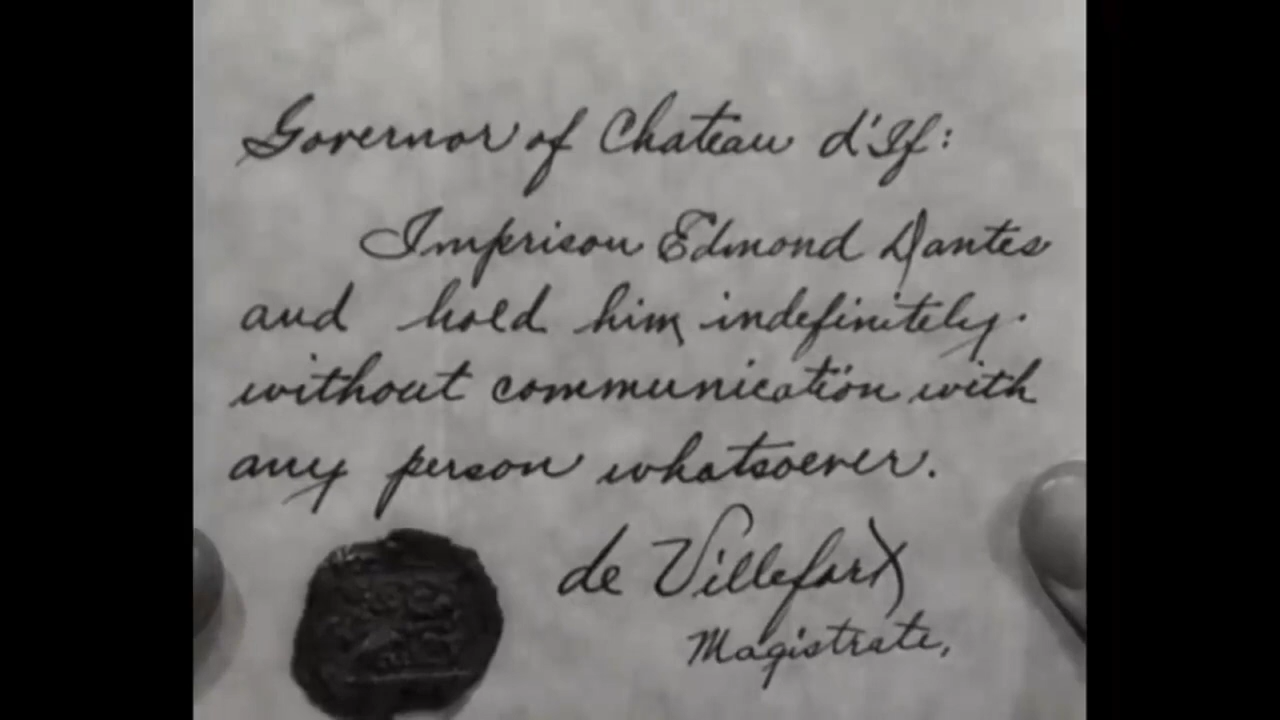 Governor of Chateau d'If:
Imprison Edmond Dantes
and hold him indefinitely
without communication with
any person whatsoever.
de Villefort
Magistrate,